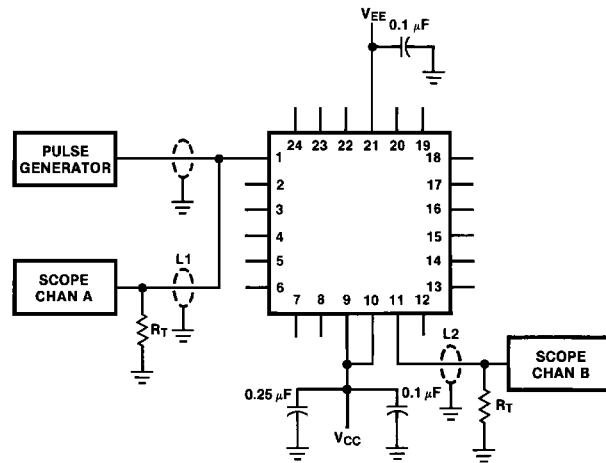 VEE
0.1 µF
24 23 22 21 20 19
PULSE
GENERATOR
1
2
3
4
5
6
18
17
16
15
14
13
L1
SCOPE
CHAN A
RT
7 8 9 10 11 12
L2
SCOPE
CHAN B
RT
0.25 µF
0.1 µF
VCC